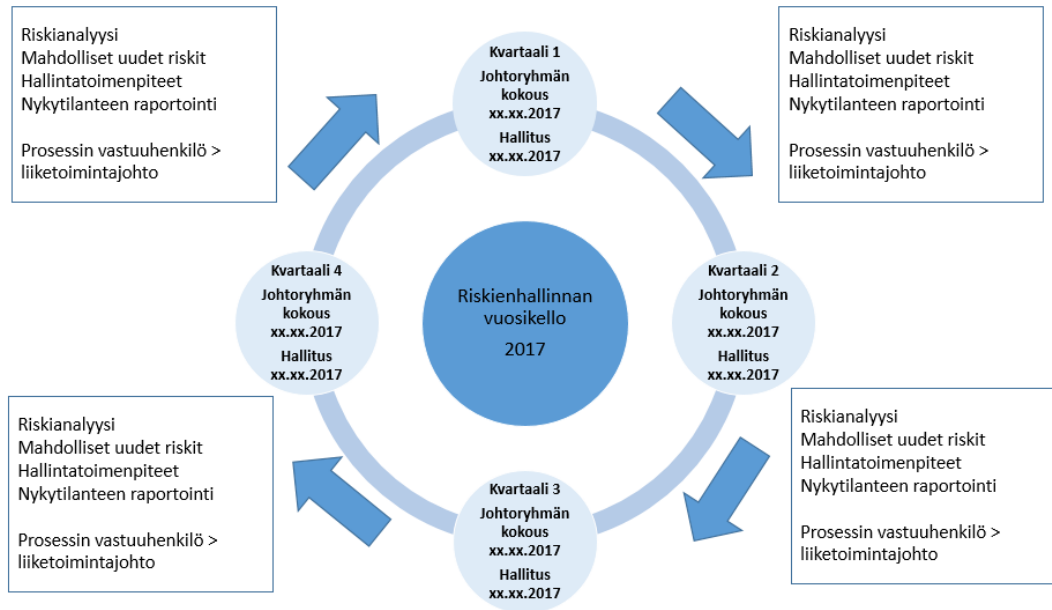 Riskianalyysi
Mahdolliset uudet riskit
Hallintatoimenpiteet
Nykytilanteen raportointi
Prosessin vastuuhenkilö >
liiketoimintajohto
Kvartaali 1
Johtoryhmän
kokous
xx.xx.2017
Hallitus
xx.xx.2017
Riskianalyysi
Mahdolliset uudet riskit
Hallintatoimenpiteet
Nykytilanteen raportointi
Prosessin vastuuhenkilö >
liiketoimintajohto
Kvartaali 4
Johtoryhmän
kokous
xx.xx.2017
Hallitus
xx.xx.2017
Riskienhallinnan
vuosikello
2017
Kvartaali 2
Johtoryhmän
kokous
xx.xx.2017
Hallitus
xx.xx.2017
Riskianalyysi
Mahdolliset uudet riskit
Hallintatoimenpiteet
Nykytilanteen raportointi
Prosessin vastuuhenkilö >
liiketoimintajohto
Kvartaali 3
Johtoryhmän
kokous
xx.xx.2017
Hallitus
xx.xx.2017
Riskianalyysi
Mahdolliset uudet riskit
Hallintatoimenpiteet
Nykytilanteen raportointi
Prosessin vastuuhenkilö >
liiketoimintajohto